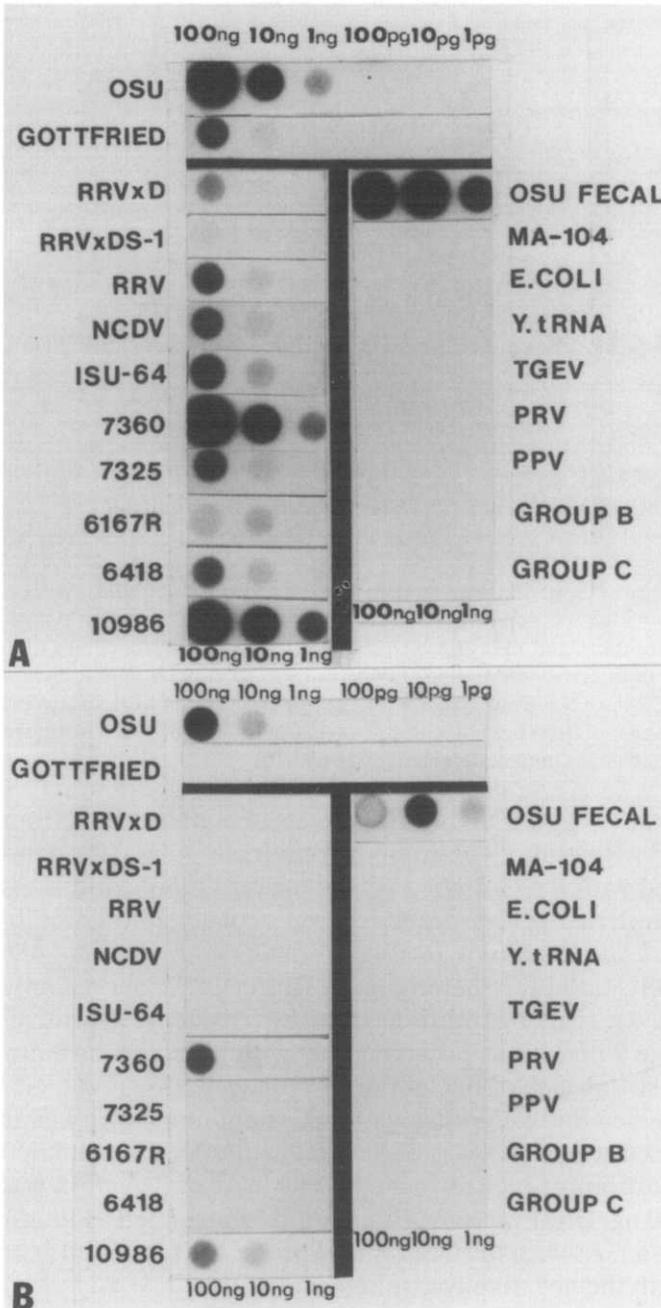 100ng 10ng 1ng 100pg 10pg 1pg
OSU
GOTTFRIED
RRVxD OSU FECAL
RRVxDS-1 MA-104
RRV E.COLI
NCDV Y.tRNA
ISU-64 TGEV
7360 PRV
7325 PPV
6167R GROUP B
6418 GROUP C
100ng 10ng 1ng
10986
A
100ng 10ng 1ng
100ng 10ng 1ng 100pg 10pg 1pg
OSU
GOTTFRIED
RRVxD OSU FECAL
RRVxDS-1 MA-104
RRV E.COLI
NCDV Y.tRNA
ISU-64 TGEV
7360 PRV
7325 PPV
6167R GROUP B
6418 GROUP C
100ng 10ng 1ng
10986
B
100ng 10ng 1ng